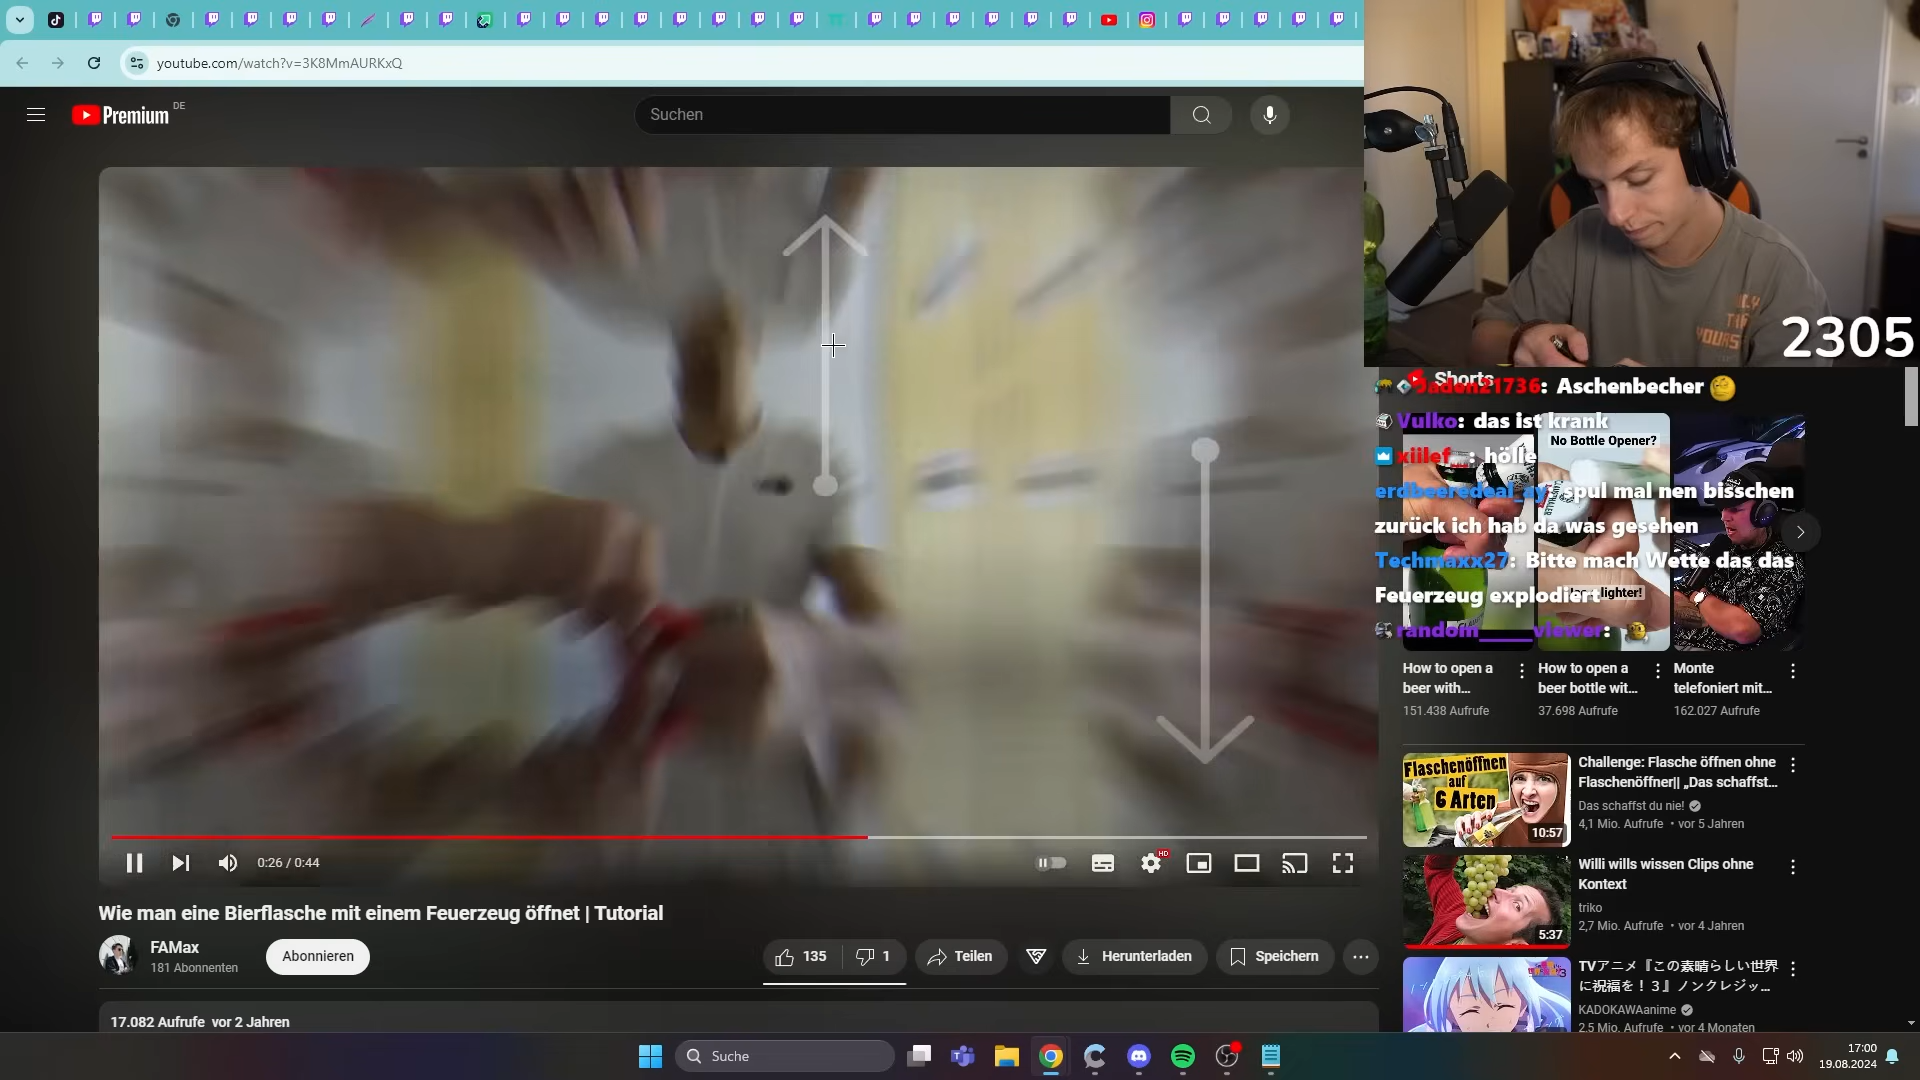 youtube.com/watch?v=3K8MmAURKxQ
Premium DE
Suchen
2305
Shorts
Jaden21736: Aschenbecher
Vulko: das ist krank
No Bottle Opener?
xiilef__: hölle
erdbeeredeal_ay: spul mal nen bisschen
zurück ich hab da was gesehen
Techmaxx27: Bitte mach Wette das das
Feuerzeug explodiert
lighter!
random_____viewer:
How to open a
beer with...
151.438 Aufrufe
How to open a
beer bottle wit...
37.698 Aufrufe
Monte
telefoniert mit...
162.027 Aufrufe
Flaschenöffnen
auf
6 Arten
10:57
Challenge: Flasche öffnen ohne
Flaschenöffner|| „Das schaffst...
Das schaffst du nie!
4,1 Mio. Aufrufe • vor 5 Jahren
0:26 / 0:44
HD
5:37
Willi wills wissen Clips ohne
Kontext
triko
2,7 Mio. Aufrufe • vor 4 Jahren
Wie man eine Bierflasche mit einem Feuerzeug öffnet | Tutorial
FAMax
181 Abonnenten
Abonnieren
135
1
Teilen
Herunterladen
Speichern
TVアニメ『この素晴らしい世界
に祝福を！３』ノンクレジッ...
KADOKAWAanime
2,5 Mio. Aufrufe • vor 4 Monaten
17.082 Aufrufe vor 2 Jahren
Suche
17:00
19.08.2024